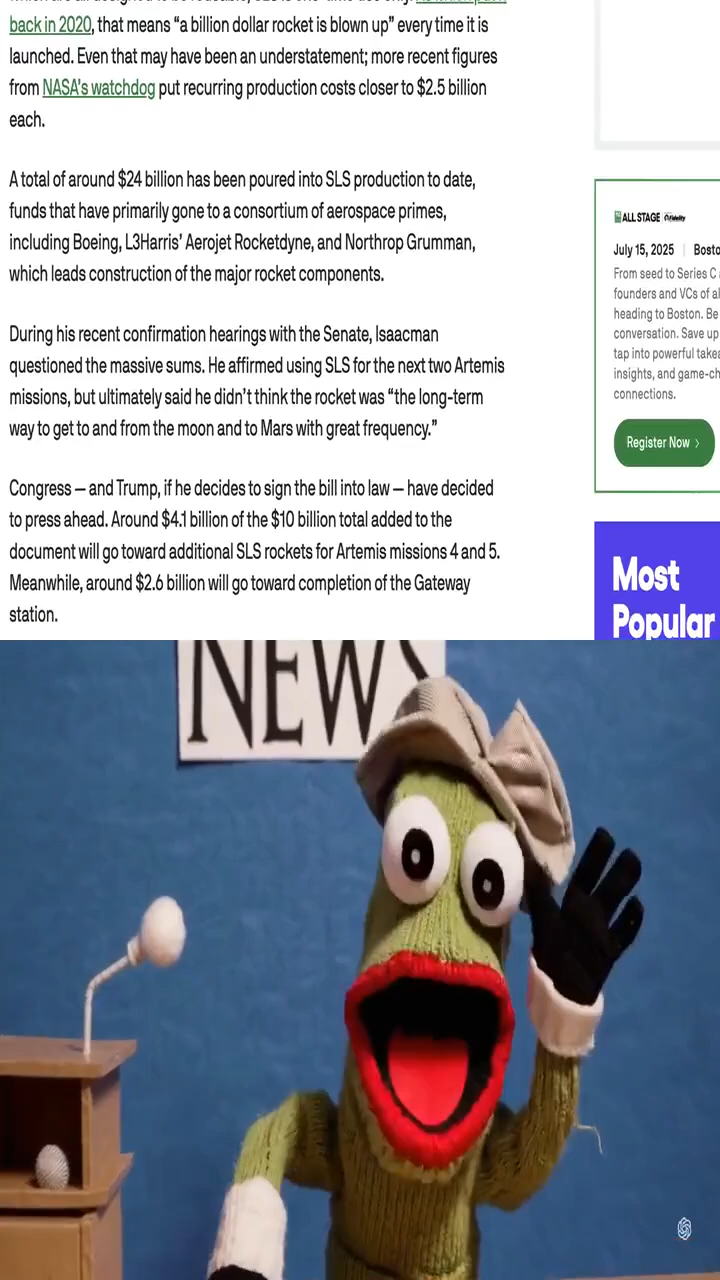 back in 2020, that means “a billion dollar rocket is blown up” every time it is
launched. Even that may have been an understatement; more recent figures
from NASA’s watchdog put recurring production costs closer to $2.5 billion
each.
A total of around $24 billion has been poured into SLS production to date,
funds that have primarily gone to a consortium of aerospace primes,
including Boeing, L3Harris’ Aerojet Rocketdyne, and Northrop Grumman,
which leads construction of the major rocket components.
During his recent confirmation hearings with the Senate, Isaacman
questioned the massive sums. He affirmed using SLS for the next two Artemis
missions, but ultimately said he didn’t think the rocket was “the long-term
way to get to and from the moon and to Mars with great frequency.”
Congress — and Trump, if he decides to sign the bill into law — have decided
to press ahead. Around $4.1 billion of the $10 billion total added to the
document will go toward additional SLS rockets for Artemis missions 4 and 5.
Meanwhile, around $2.6 billion will go toward completion of the Gateway
station.
ALL STAGE Fidelity
July 15, 2025 | Bosto
From seed to Series C a
founders and VCs of al
heading to Boston. Be
conversation. Save up
tap into powerful takea
insights, and game-ch
connections.
Register Now
Most
Popular
NEWS